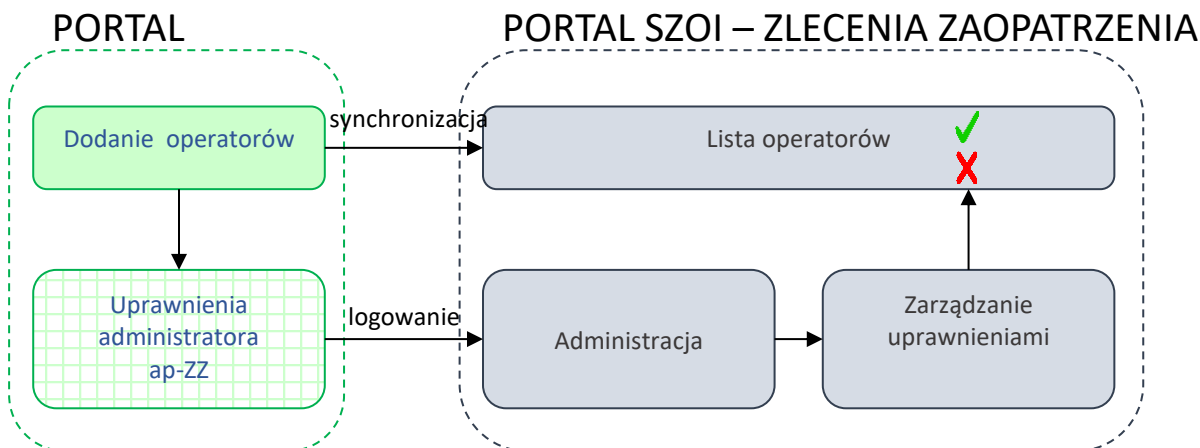 PORTAL
PORTAL SZOI – ZLECENIA ZAOPATRZENIA
Dodanie operatorów
synchronizacja
Lista operatorów
Uprawnienia
administratora
ap-ZZ
logowanie
Administracja
Zarządzanie
uprawnieniami